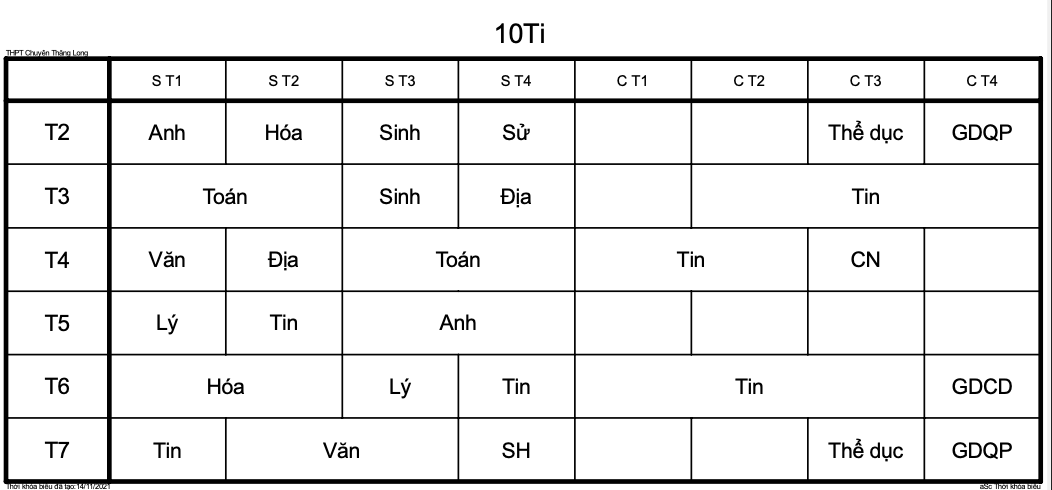 10Ti
THPT Chuyên Thăng Long
S T1 S T2 S T3 S T4 C T1 C T2 C T3 C T4
T2 Anh Hóa Sinh Sử Thể dục GDQP
T3 Toán Sinh Địa Tin
T4 Văn Địa Toán Tin CN
T5 Lý Tin Anh
T6 Hóa Lý Tin Tin GDCD
T7 Tin Văn SH Thể dục GDQP
Thời khóa biểu đã tạo:14/11/2021 aSc Thời khóa biểu